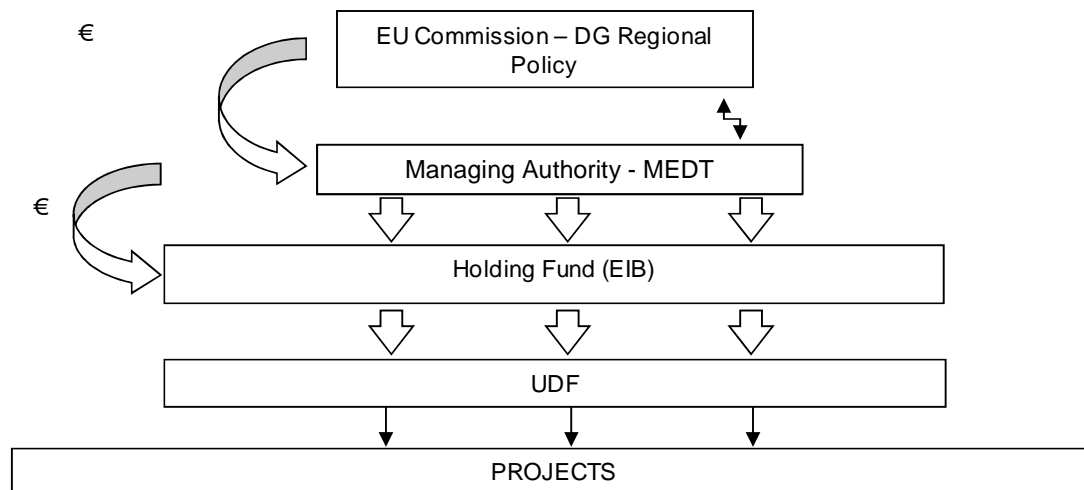 €
EU Commission – DG Regional
Policy
Managing Authority - MEDT
€
Holding Fund (EIB)
UDF
PROJECTS